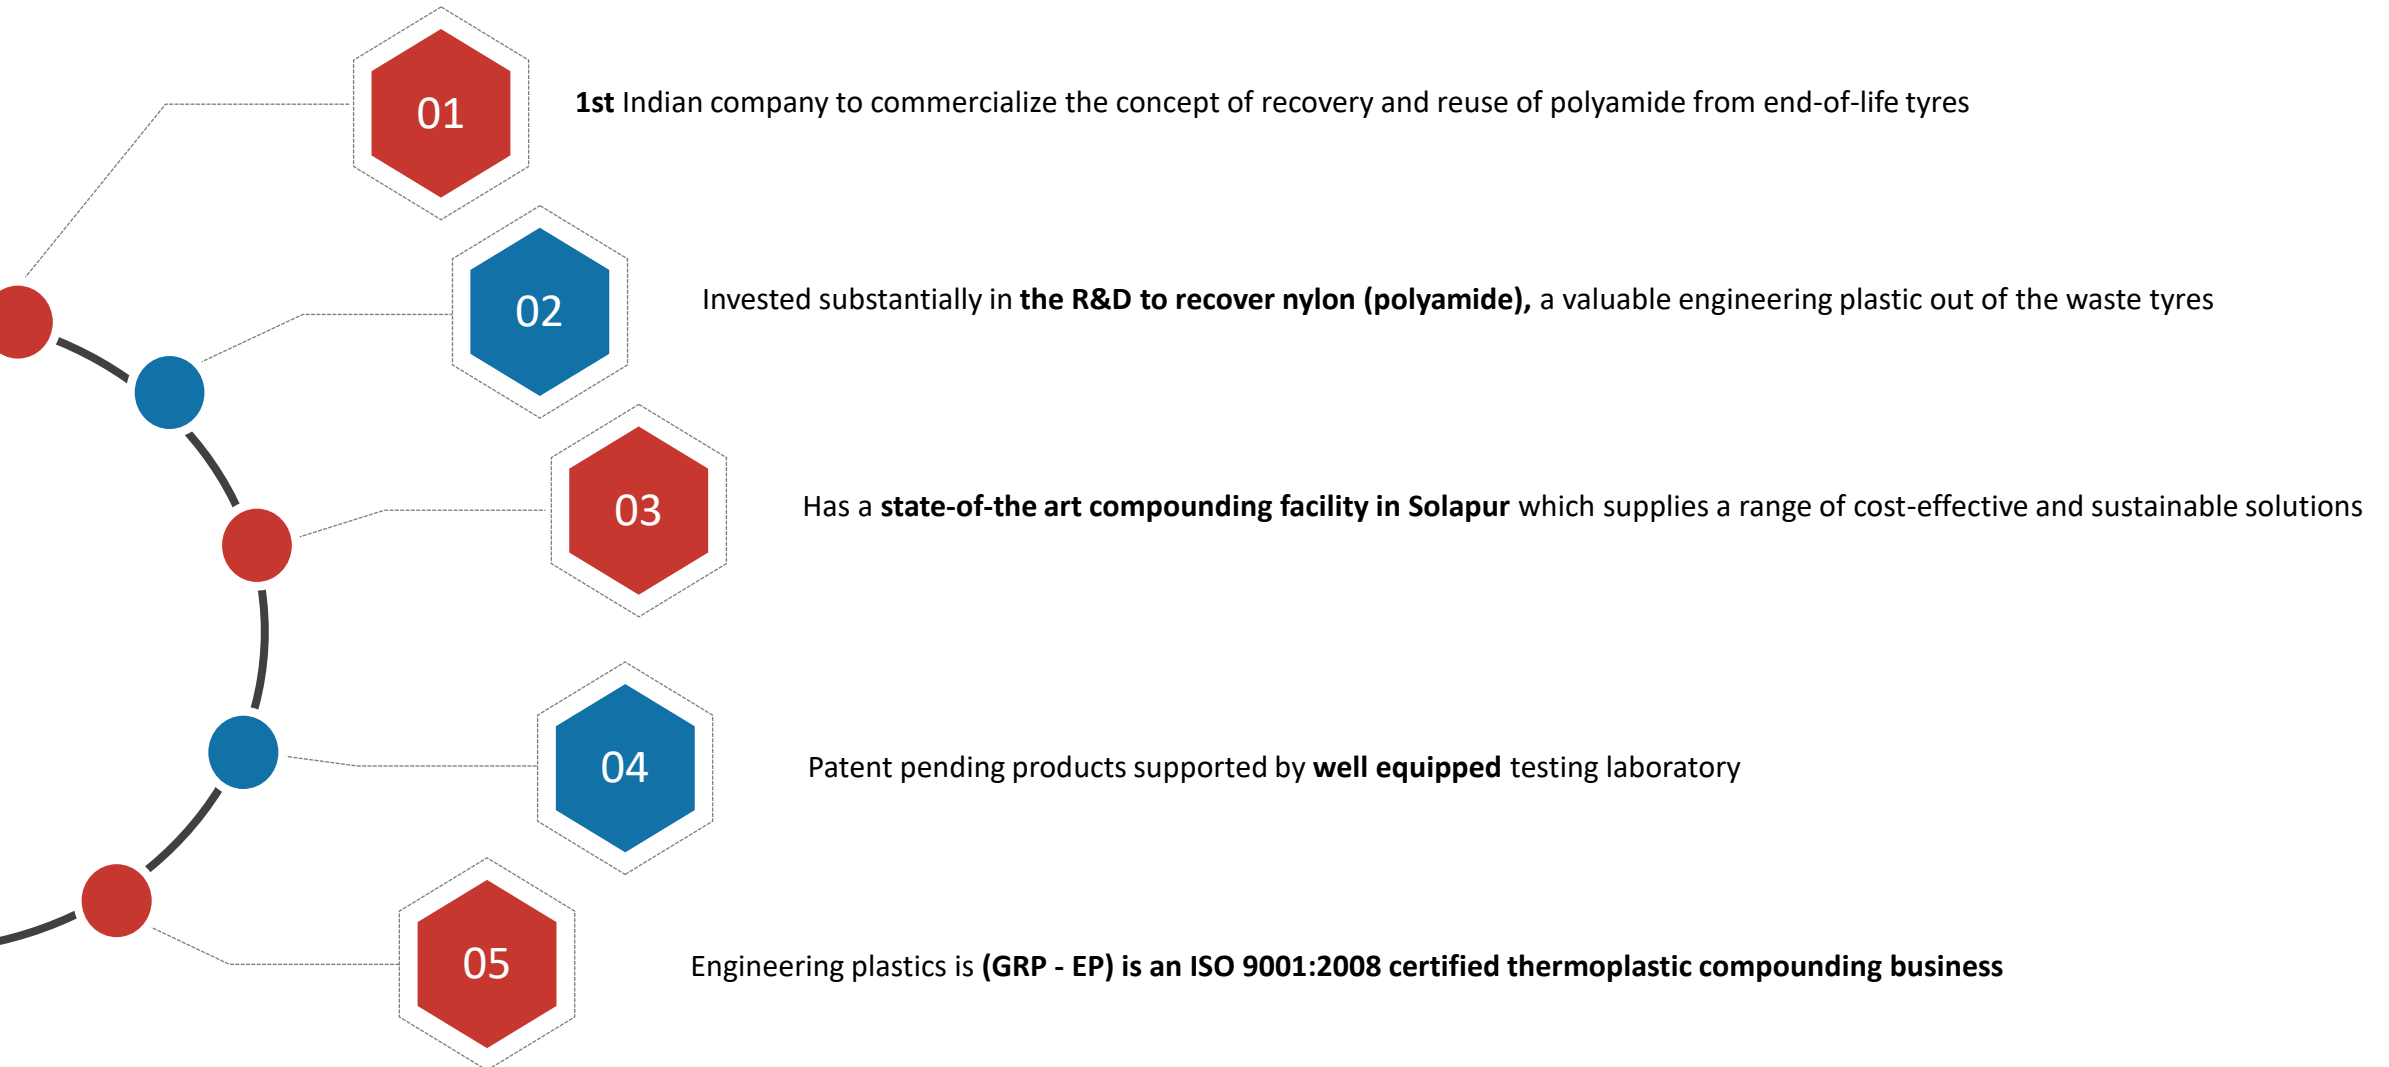 01
1st Indian company to commercialize the concept of recovery and reuse of polyamide from end-of-life tyres
02
Invested substantially in the R&D to recover nylon (polyamide), a valuable engineering plastic out of the waste tyres
03
Has a state-of-the art compounding facility in Solapur which supplies a range of cost-effective and sustainable solutions
04
Patent pending products supported by well equipped testing laboratory
05
Engineering plastics is (GRP - EP) is an ISO 9001:2008 certified thermoplastic compounding business